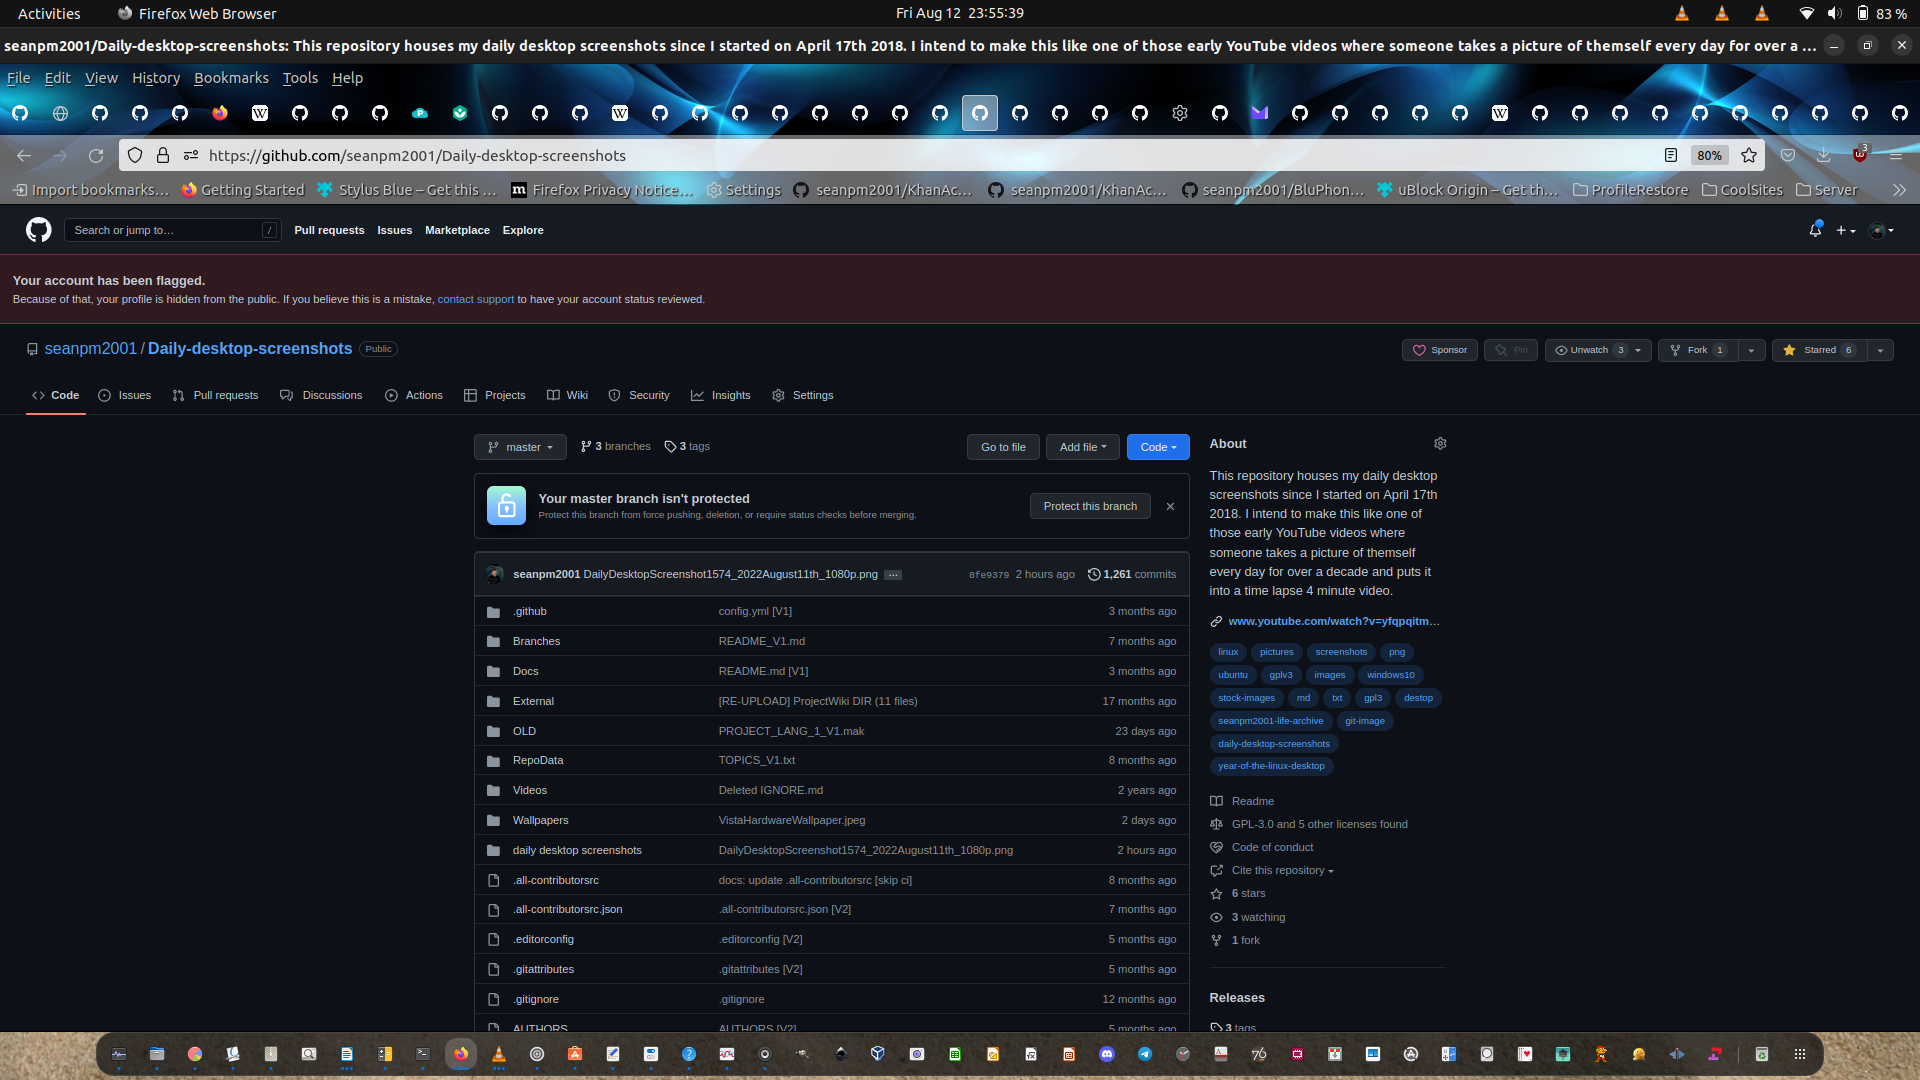 Activities Firefox Web Browser Fri Aug 12 23:55:39 83 %
seanpm2001/Daily-desktop-screenshots: This repository houses my daily desktop screenshots since I started on April 17th 2018. I intend to make this like one of those early YouTube videos where someone takes a picture of themself every day for over a ...
File Edit View History Bookmarks Tools Help
https://github.com/seanpm2001/Daily-desktop-screenshots 80% 3
Import bookmarks... Getting Started Stylus Blue – Get this ... Firefox Privacy Notice... Settings seanpm2001/KhanAc... seanpm2001/KhanAc... seanpm2001/BluPhon... uBlock Origin – Get th... ProfileRestore CoolSites Server
Search or jump to... / Pull requests Issues Marketplace Explore
Your account has been flagged.
Because of that, your profile is hidden from the public. If you believe this is a mistake, contact support to have your account status reviewed.
seanpm2001 / Daily-desktop-screenshots Public Sponsor Pin Unwatch 3 Fork 1 Starred 6
Code Issues Pull requests Discussions Actions Projects Wiki Security Insights Settings
master 3 branches 3 tags Go to file Add file Code
Your master branch isn't protected
Protect this branch from force pushing, deletion, or require status checks before merging.
Protect this branch
seanpm2001 DailyDesktopScreenshot1574_2022August11th_1080p.png ... 8fe9379 2 hours ago 1,261 commits
.github config.yml [V1] 3 months ago
Branches README_V1.md 7 months ago
Docs README.md [V1] 3 months ago
External [RE-UPLOAD] ProjectWiki DIR (11 files) 17 months ago
OLD PROJECT_LANG_1_V1.mak 23 days ago
RepoData TOPICS_V1.txt 8 months ago
Videos Deleted IGNORE.md 2 years ago
Wallpapers VistaHardwareWallpaper.jpeg 2 days ago
daily desktop screenshots DailyDesktopScreenshot1574_2022August11th_1080p.png 2 hours ago
.all-contributorsrc docs: update .all-contributorsrc [skip ci] 8 months ago
.all-contributorsrc.json .all-contributorsrc.json [V2] 7 months ago
.editorconfig .editorconfig [V2] 5 months ago
.gitattributes .gitattributes [V2] 5 months ago
.gitignore .gitignore 12 months ago
AUTHORS AUTHORS [V2] 5 months ago
About
This repository houses my daily desktop
screenshots since I started on April 17th
2018. I intend to make this like one of
those early YouTube videos where
someone takes a picture of themself
every day for over a decade and puts it
into a time lapse 4 minute video.
www.youtube.com/watch?v=yfqpqitm...
linux pictures screenshots png
ubuntu gplv3 images windows10
stock-images md txt gpl3 destop
seanpm2001-life-archive git-image
daily-desktop-screenshots
year-of-the-linux-desktop
Readme
GPL-3.0 and 5 other licenses found
Code of conduct
Cite this repository
6 stars
3 watching
1 fork
Releases
3 tags